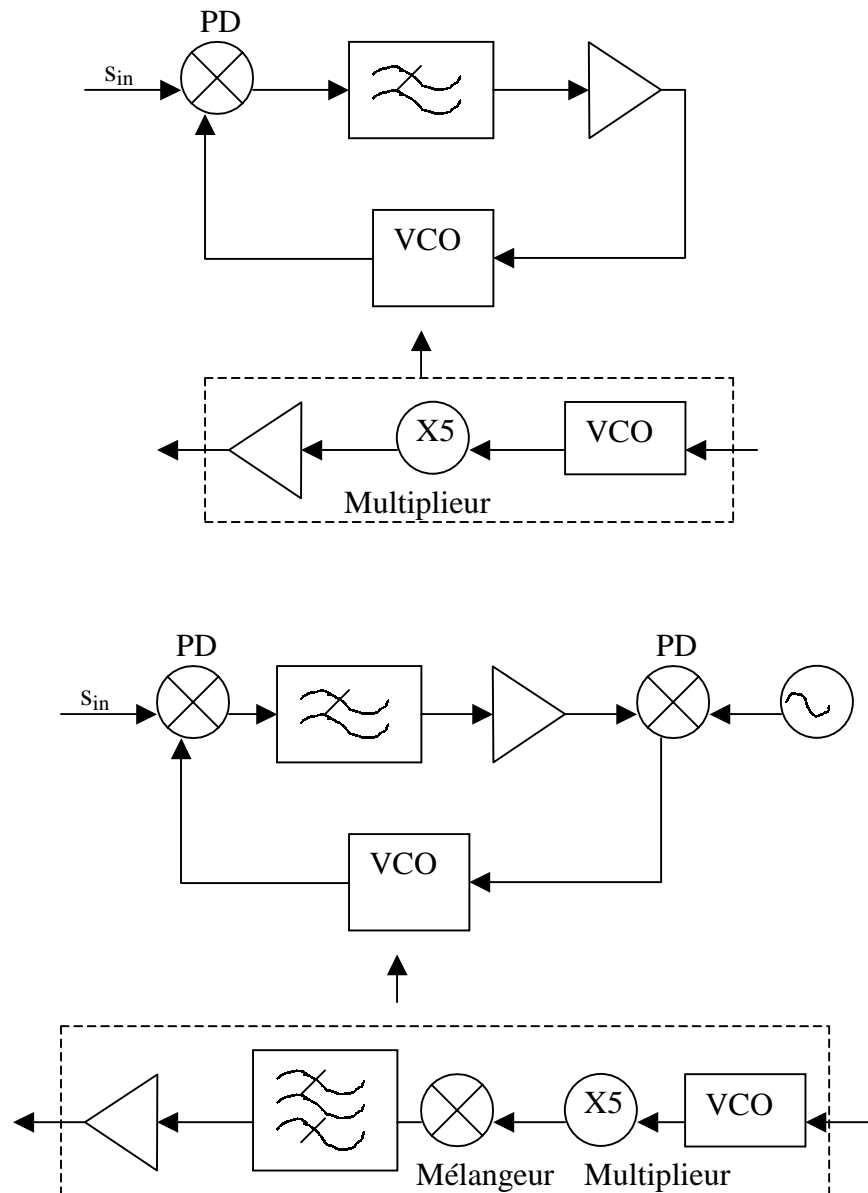 PD
sin
VCO
X5
VCO
Multiplieur
PD
PD
sin
VCO
X5
VCO
Mélangeur
Multiplieur